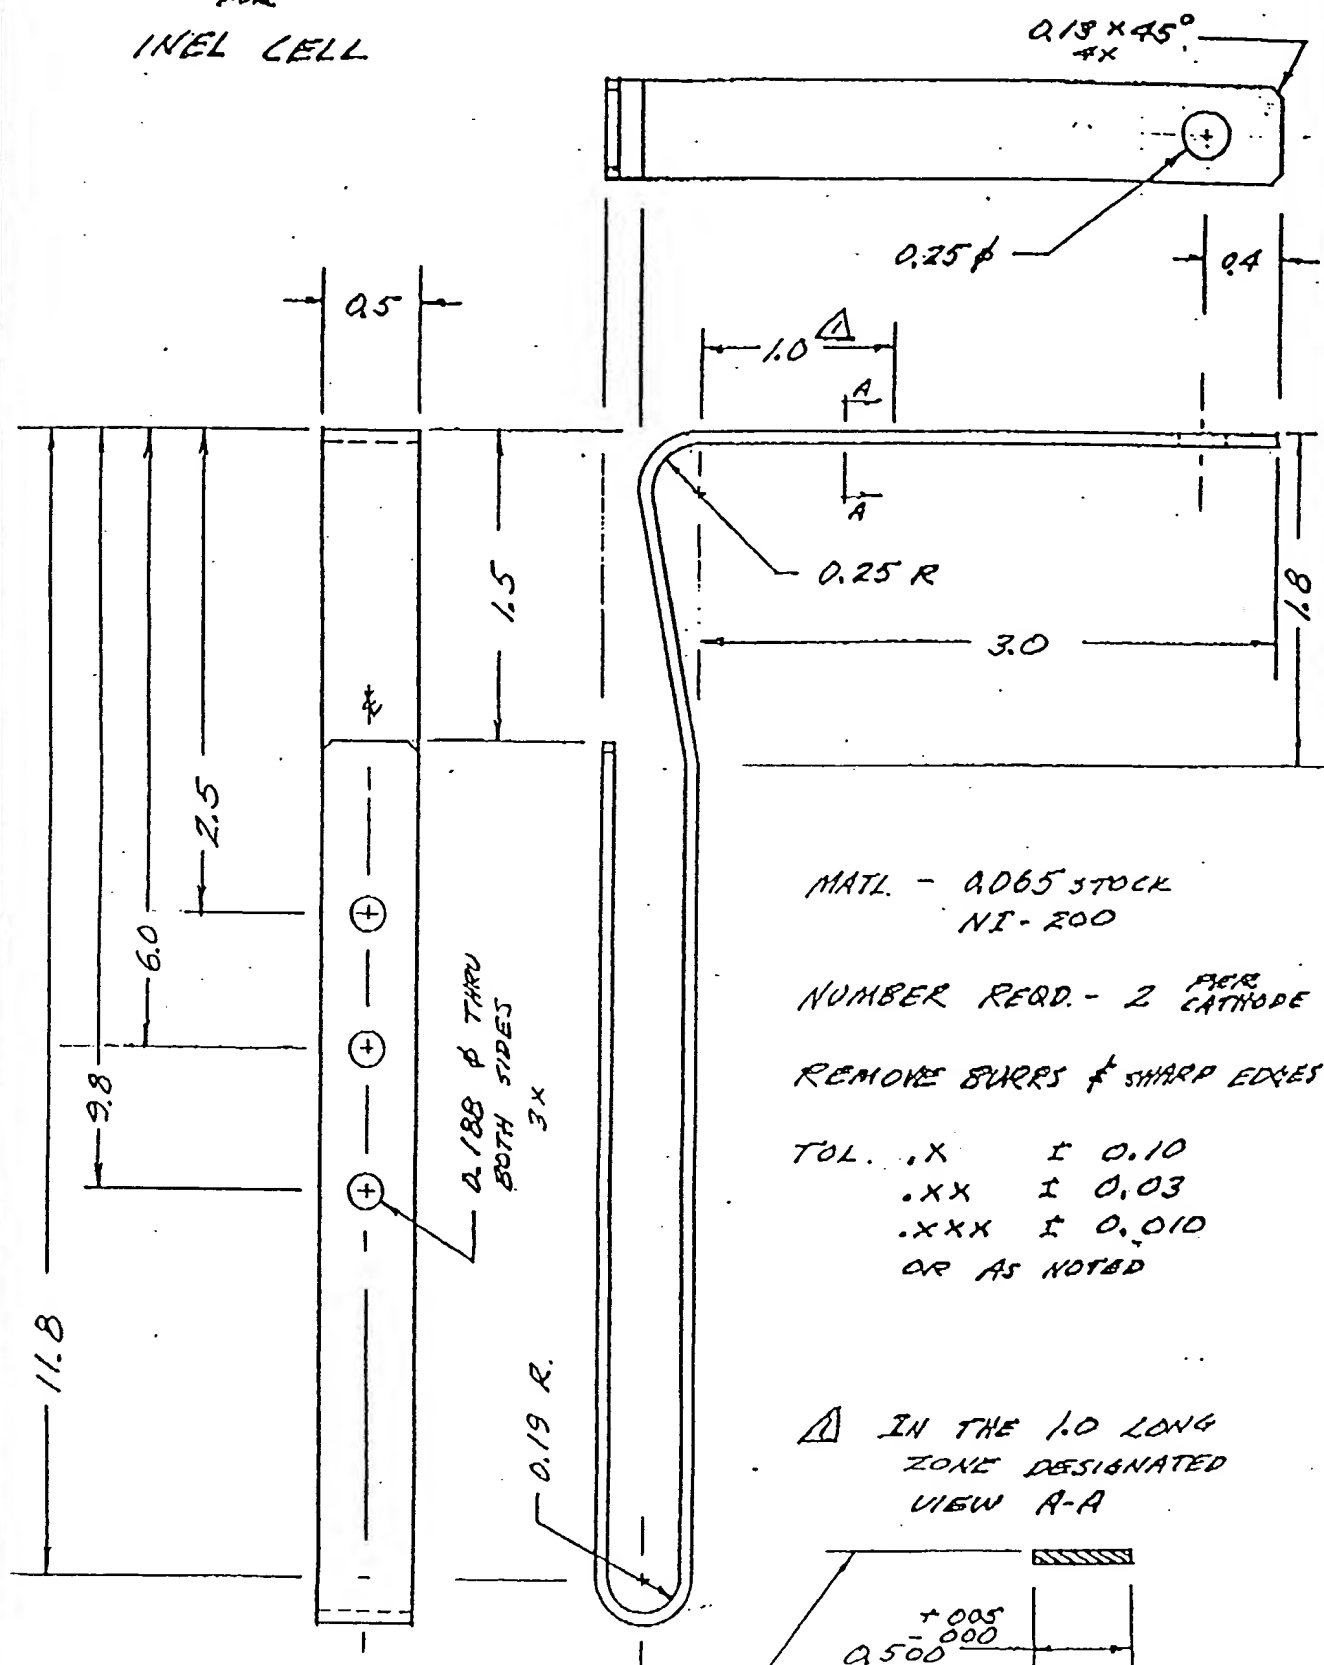 FOR
INEL CELL
0.13 X 45°
4X
0.25 ϕ
0.4
0.5
1.0 △1
A
A
0.25 R
1.5
3.0
1.8
2.5
6.0
9.8
11.8
0.188 ϕ THRU
BOTH SIDES
3X
0.19 R.
MATL. - 0.065 STOCK
NI-200
NUMBER REQD. - 2 PER
CATHODE
REMOVE BURRS & SHARP EDGES
TOL. .X ± 0.10
.XX ± 0.03
.XXX ± 0.010
OR AS NOTED
△1 IN THE 1.0 LONG
ZONE DESIGNATED
VIEW A-A
+.005
-.000
0.500